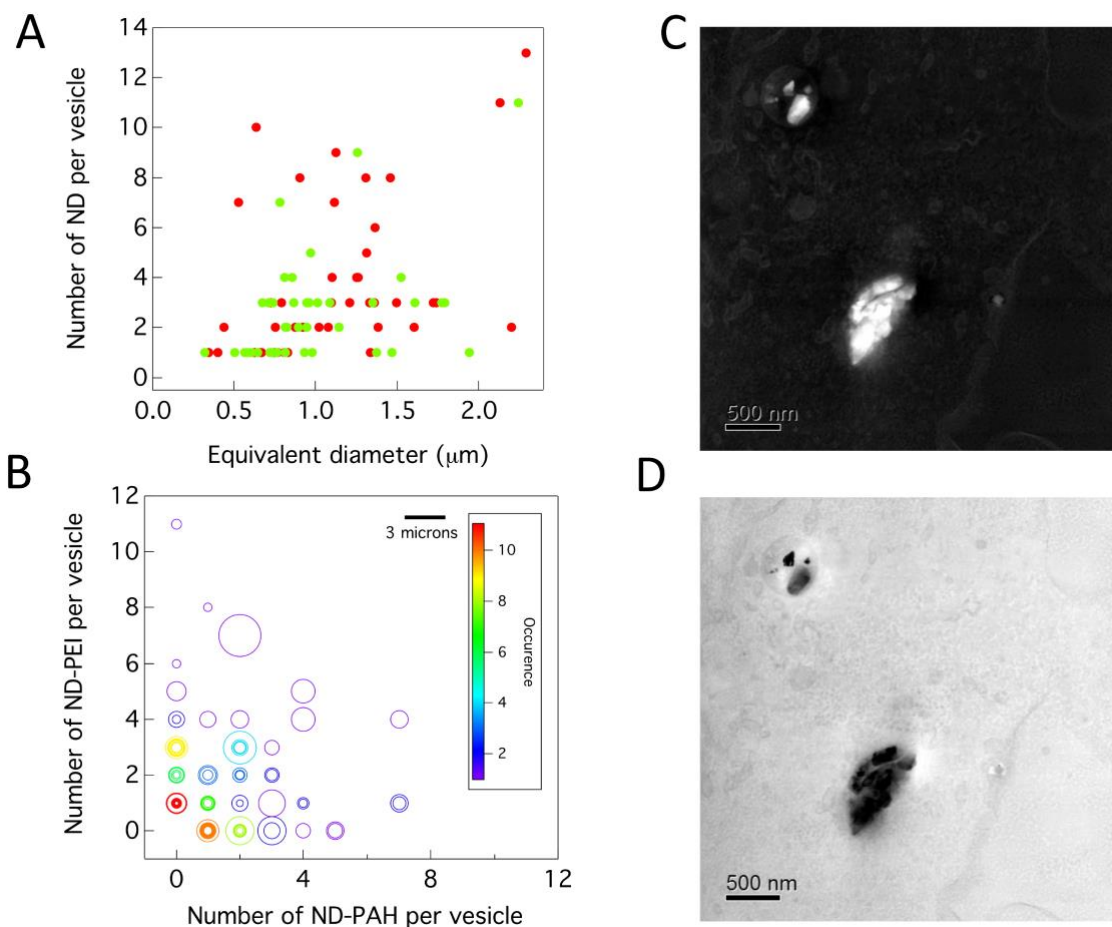 A
14
12
10
8
6
4
2
0
Number of ND per vesicle
0.0 0.5 1.0 1.5 2.0
Equivalent diameter (μm)
B
12
10
8
6
4
2
0
Number of ND-PEI per vesicle
3 microns
10
8
6
4
2
Occurence
0 4 8 12
Number of ND-PAH per vesicle
C
500 nm
D
500 nm